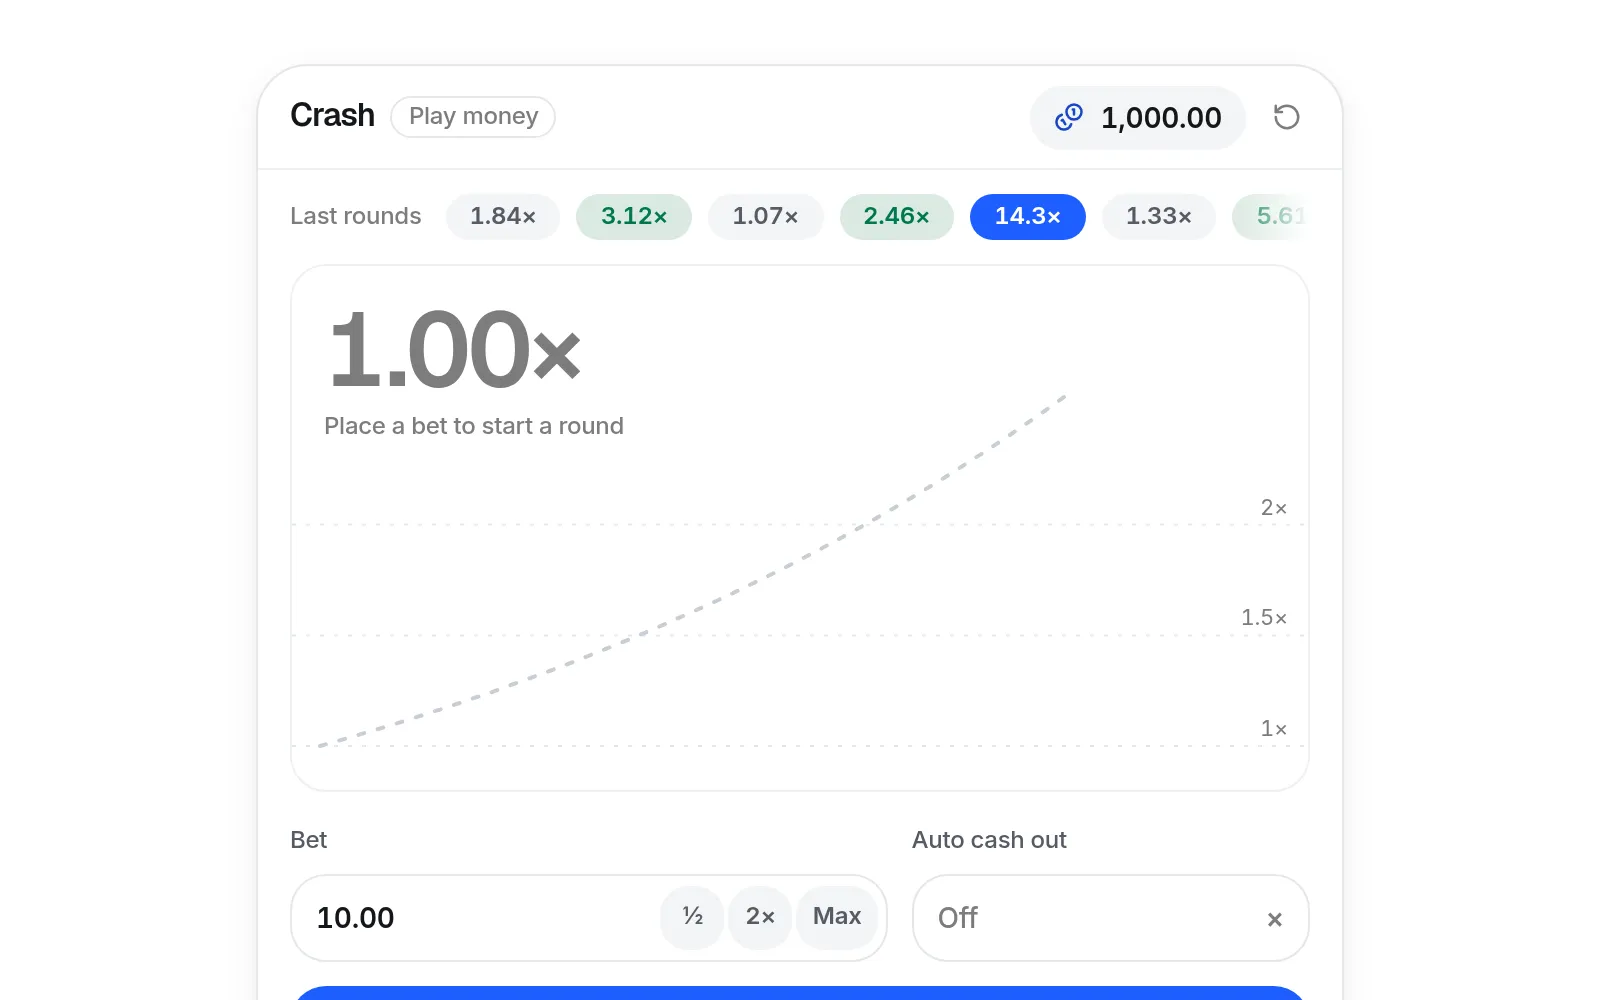 Crash Play money 1,000.00
Last rounds 1.84× 3.12× 1.07× 2.46× 14.3× 1.33× 5.61
1.00×
Place a bet to start a round
2×
1.5×
1×
Bet Auto cash out
10.00 ½ 2× Max Off ×